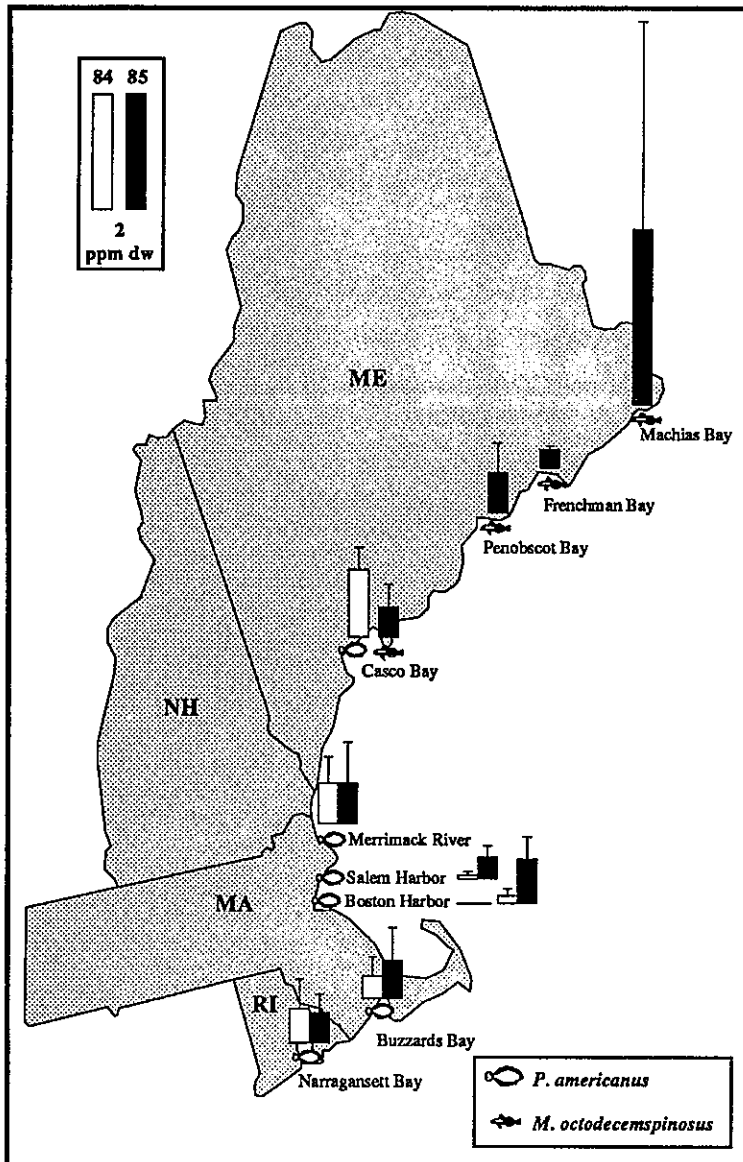 84 85
2
ppm dw
ME
Machias Bay
Frenchman Bay
Penobscot Bay
Casco Bay
NH
Merrimack River
Salem Harbor
MA
Boston Harbor
RI
Buzzards Bay
Narragansett Bay
P. americanus
M. octodecemspinosus